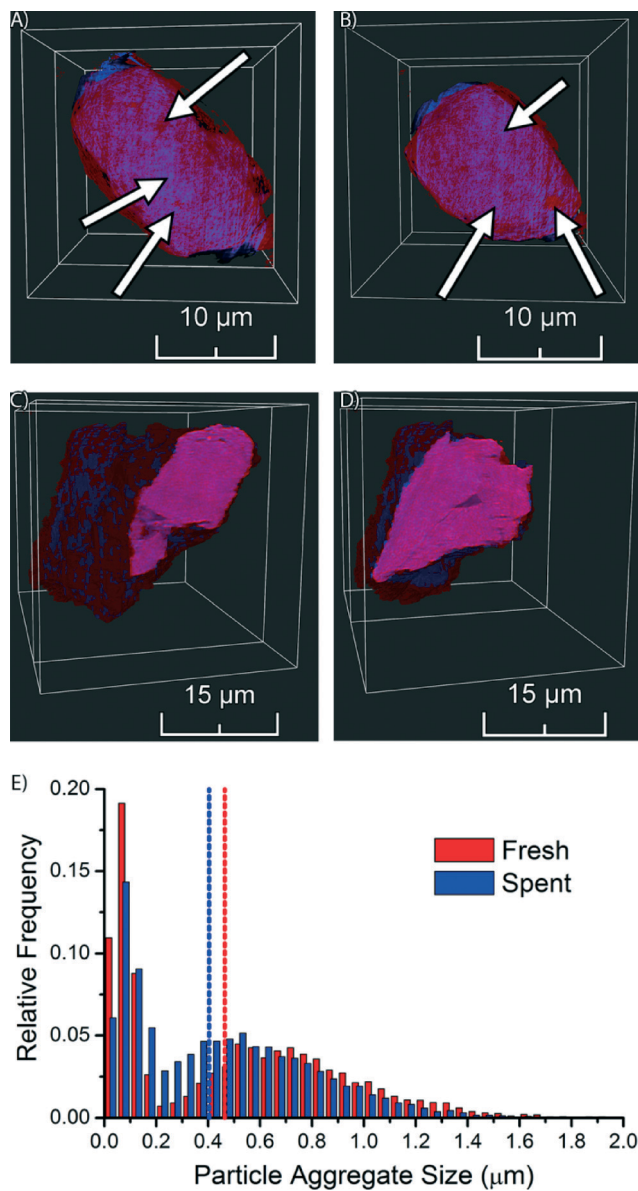 A)
B)
10 μm
10 μm
C)
D)
15 μm
15 μm
E)
0.20
0.15
0.10
0.05
0.00
Relative Frequency
Fresh
Spent
0.0 0.2 0.4 0.6 0.8 1.0 1.2 1.4 1.6 1.8 2.0
Particle Aggregate Size (μm)